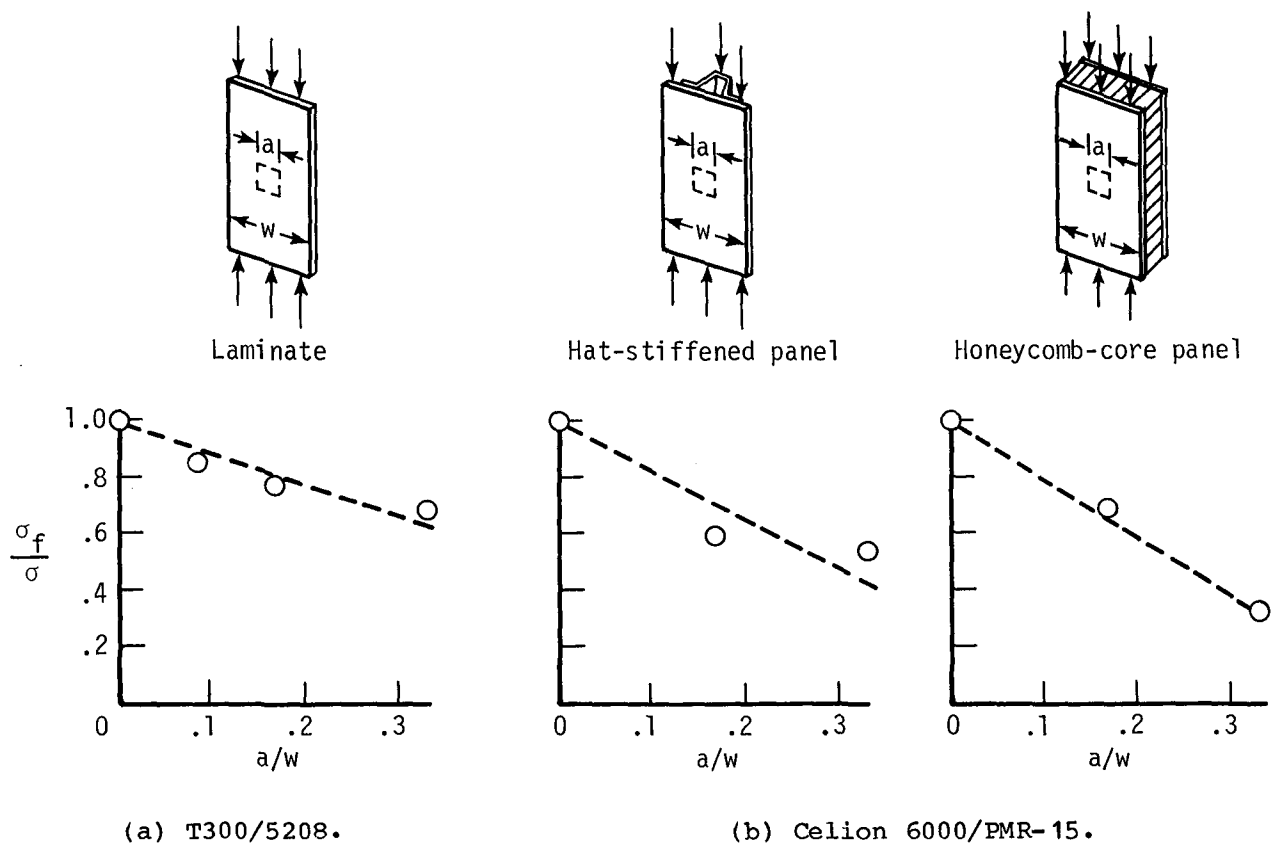 a
w
a
w
a
w
Laminate
Hat-stiffened panel
Honeycomb-core panel
1.0
.8
.6
.4
.2
σf
σ
0
.1
.2
.3
a/w
0
.1
.2
.3
a/w
0
.1
.2
.3
a/w
(a) T300/5208.
(b) Celion 6000/PMR-15.